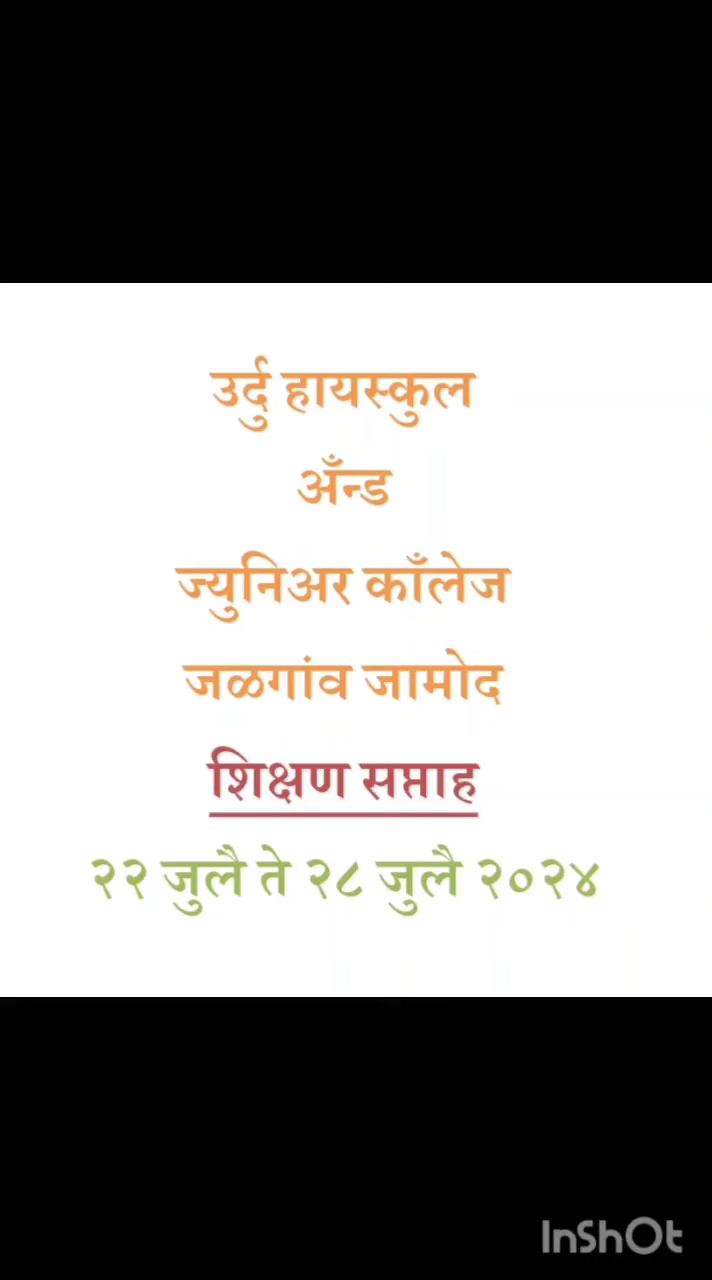 उर्दु हायस्कुल
अँन्ड
ज्युनिअर काँलेज
जळगांव जामोद
शिक्षण सप्ताह
२२ जुलै ते २८ जुलै २०२४
InShOt